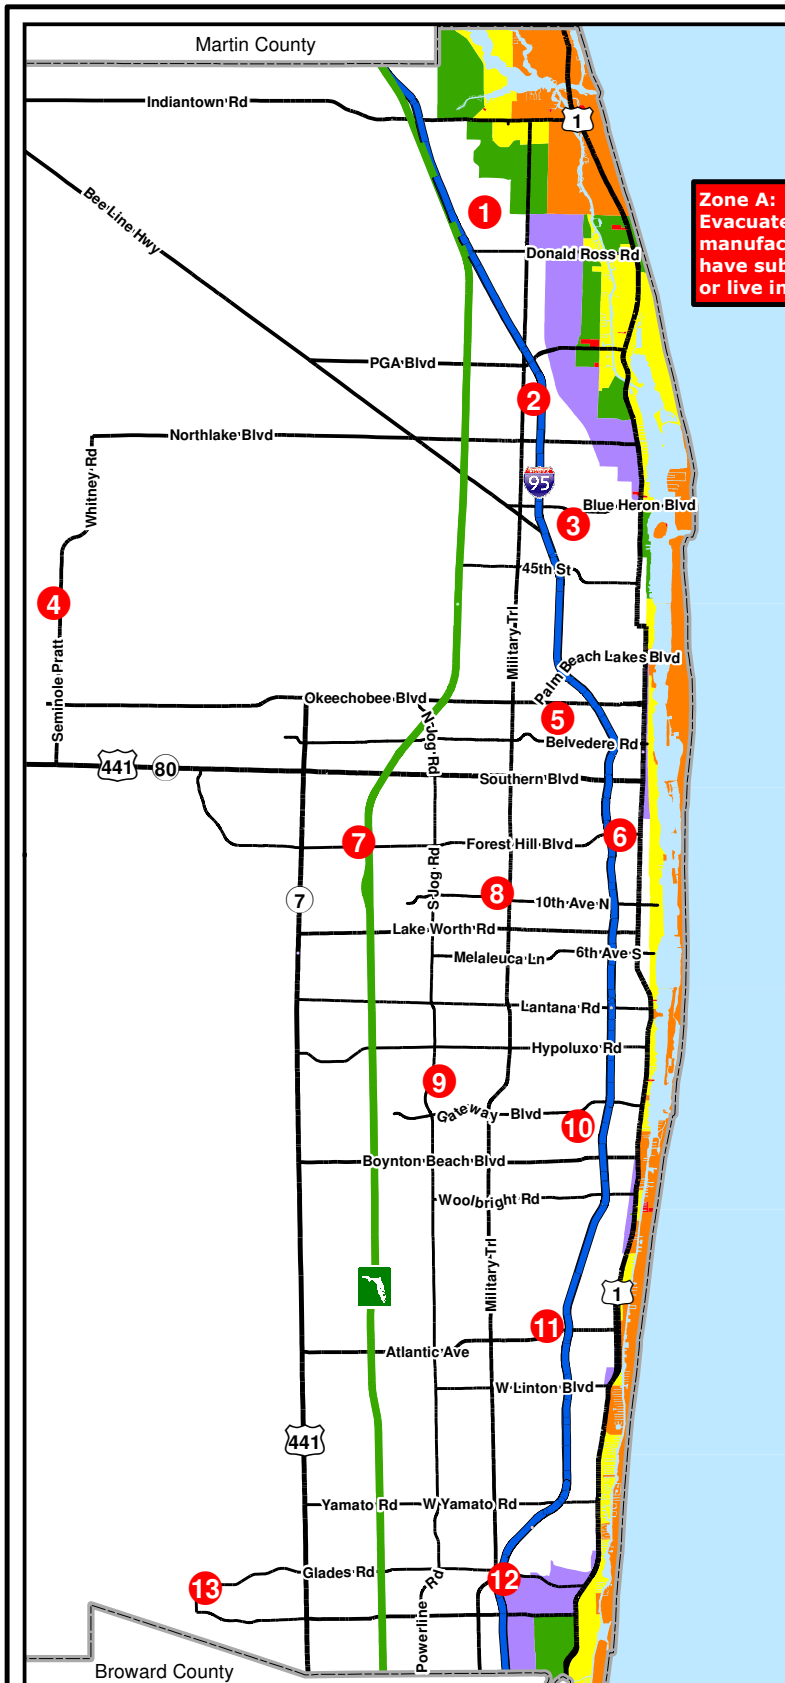 Martin County
Indiantown Rd
1
Bee Line Hwy
Zone A:
Evacuate
manufac
have sub
or live in
1
Donald Ross Rd
PGA Blvd
2
Northlake Blvd
Whitney Rd
95
Blue Heron Blvd
3
45th St
4
Military Trl
Seminole Pratt
Palm Beach Lakes Blvd
Okeechobee Blvd
5
N Jog Rd
Belvedere Rd
441
80
Southern Blvd
6
7
Forest Hill Blvd
S Jog Rd
8
7
10th Ave N
Lake Worth Rd
6th Ave S
Melaleuca Ln
Lantana Rd
Hypoluxo Rd
9
Gateway Blvd
10
Boynton Beach Blvd
Woolbright Rd
Military Trl
1
11
Atlantic Ave
W Linton Blvd
441
Yamato Rd
W Yamato Rd
Glades Rd
12
13
Powerline Rd
Broward County